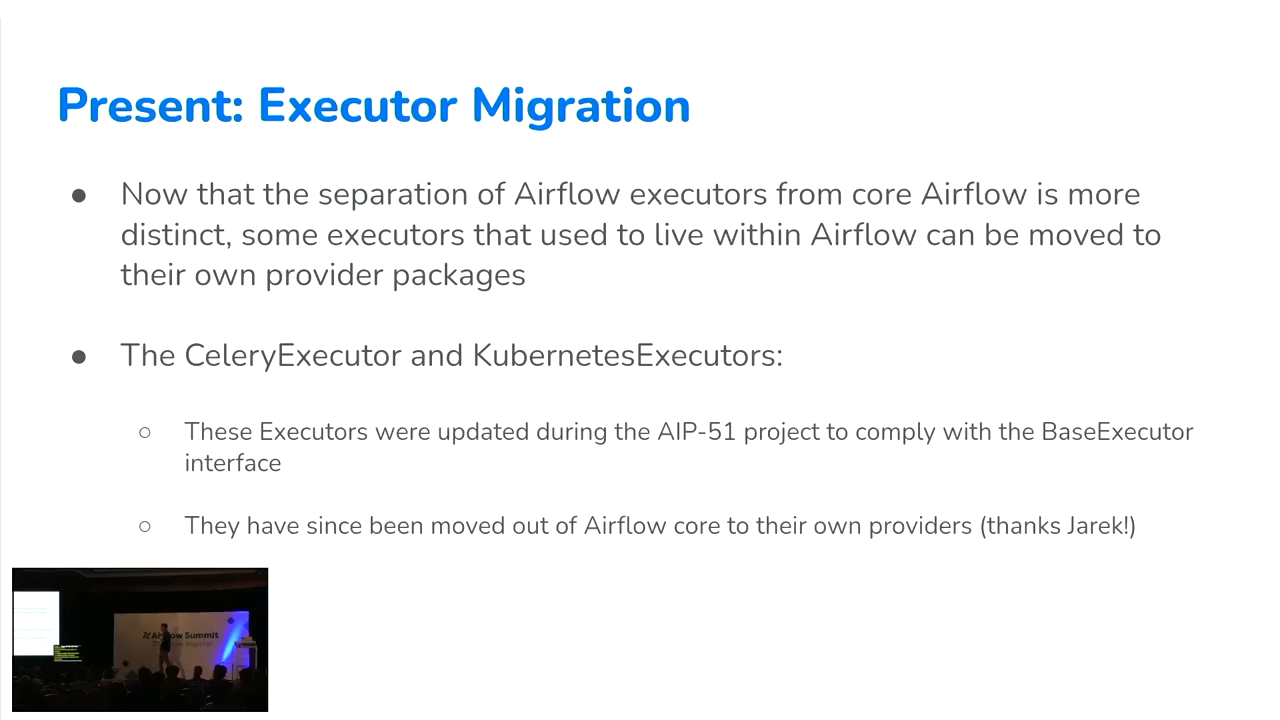 Present: Executor Migration
● Now that the separation of Airflow executors from core Airflow is more
distinct, some executors that used to live within Airflow can be moved to
their own provider packages
● The CeleryExecutor and KubernetesExecutors:
○ These Executors were updated during the AIP-51 project to comply with the BaseExecutor
interface
○ They have since been moved out of Airflow core to their own providers (thanks Jarek!)
Summit